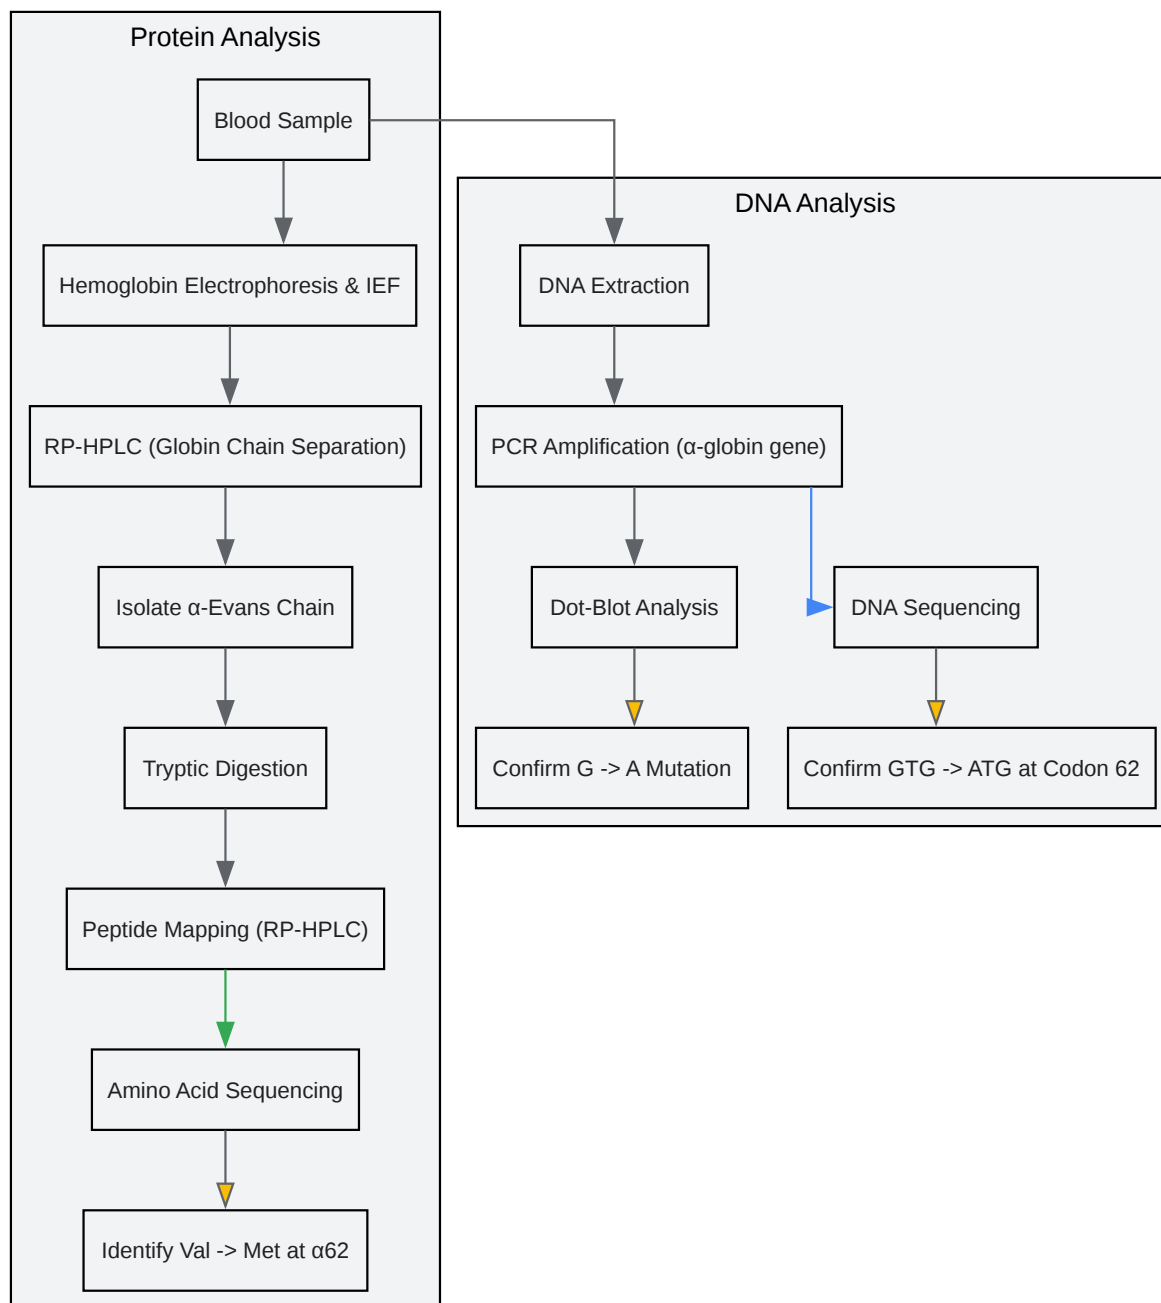 Protein Analysis
Blood Sample
Hemoglobin Electrophoresis & IEF
RP-HPLC (Globin Chain Separation)
Isolate α-Evans Chain
Tryptic Digestion
Peptide Mapping (RP-HPLC)
Amino Acid Sequencing
Identify Val -> Met at α62
DNA Analysis
DNA Extraction
PCR Amplification (α-globin gene)
Dot-Blot Analysis
DNA Sequencing
Confirm G -> A Mutation
Confirm GTG -> ATG at Codon 62